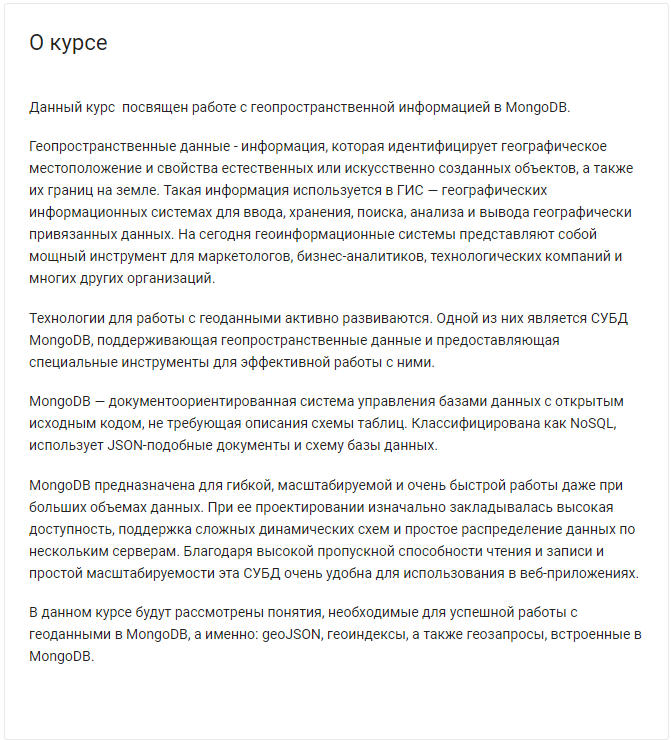 О курсе
Данный курс  посвящен работе с геопространственной информацией в MongoDB.
Геопространственные данные - информация, которая идентифицирует географическое
местоположение и свойства естественных или искусственно созданных объектов, а также
их границ на земле. Такая информация используется в ГИС — географических
информационных системах для ввода, хранения, поиска, анализа и вывода географически
привязанных данных. На сегодня геоинформационные системы представляют собой
мощный инструмент для маркетологов, бизнес-аналитиков, технологических компаний и
многих других организаций.
Технологии для работы с геоданными активно развиваются. Одной из них является СУБД
MongoDB, поддерживающая геопространственные данные и предоставляющая
специальные инструменты для эффективной работы с ними.
MongoDB — документоориентированная система управления базами данных с открытым
исходным кодом, не требующая описания схемы таблиц. Классифицирована как NoSQL,
использует JSON-подобные документы и схему базы данных.
MongoDB предназначена для гибкой, масштабируемой и очень быстрой работы даже при
больших объемах данных. При ее проектировании изначально закладывалась высокая
доступность, поддержка сложных динамических схем и простое распределение данных по
нескольким серверам. Благодаря высокой пропускной способности чтения и записи и
простой масштабируемости эта СУБД очень удобна для использования в веб-приложениях.
В данном курсе будут рассмотрены понятия, необходимые для успешной работы с
геоданными в MongoDB, а именно: geoJSON, геоиндексы, а также геозапросы, встроенные в
MongoDB.